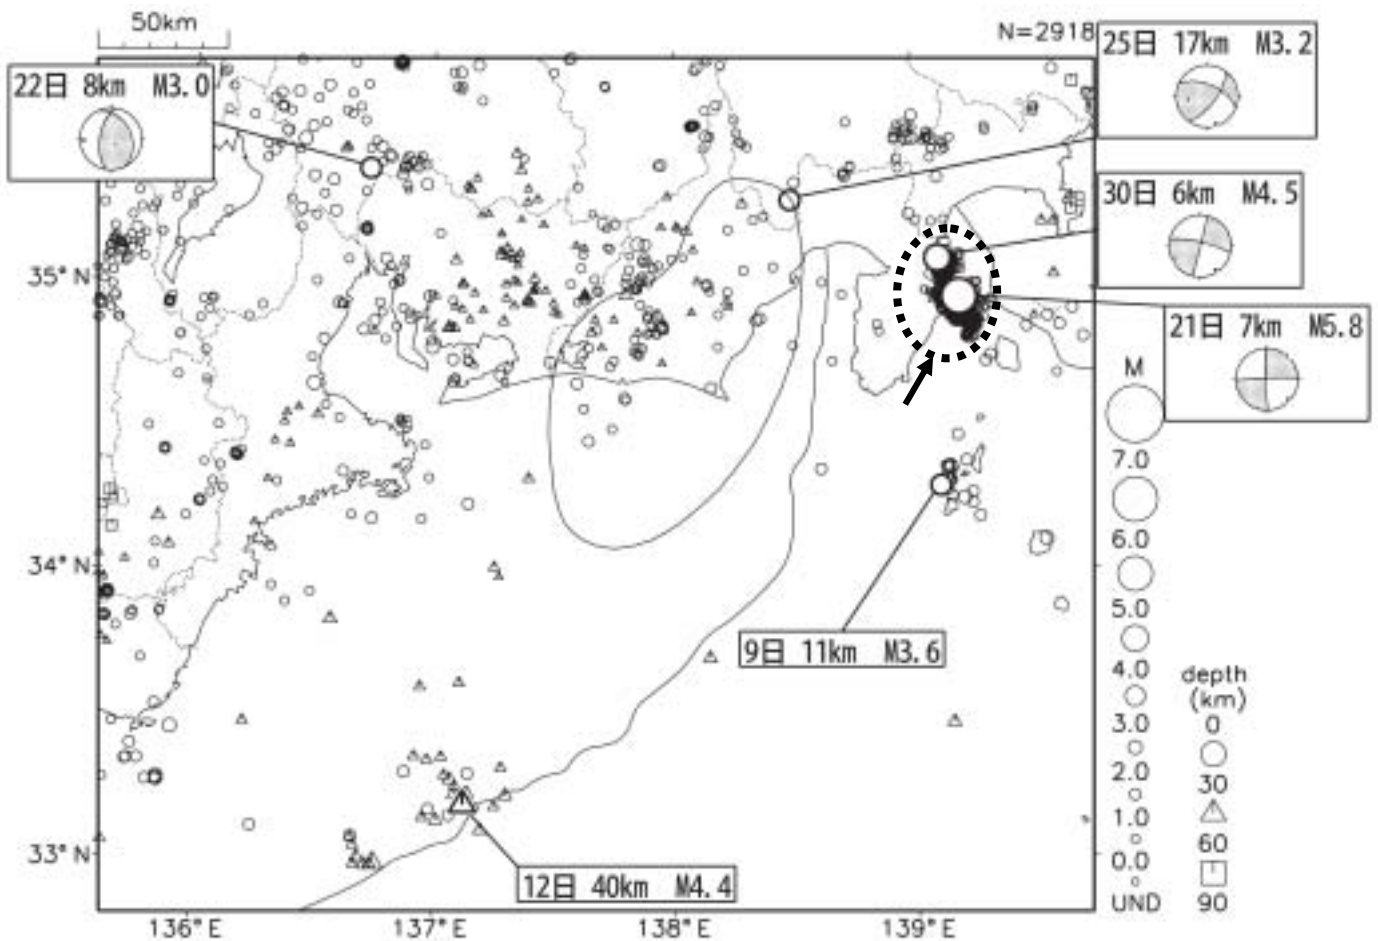 50km
N=2918
25日 17km M3.2
22日 8km M3.0
30日 6km M4.5
35°N
21日 7km M5.8
M
7.0
6.0
34°N
5.0
9日 11km M3.6
4.0
depth
(km)
3.0
0
2.0
30
1.0
60
33°N
0.0
12日 40km M4.4
UND
90
136°E
137°E
138°E
139°E